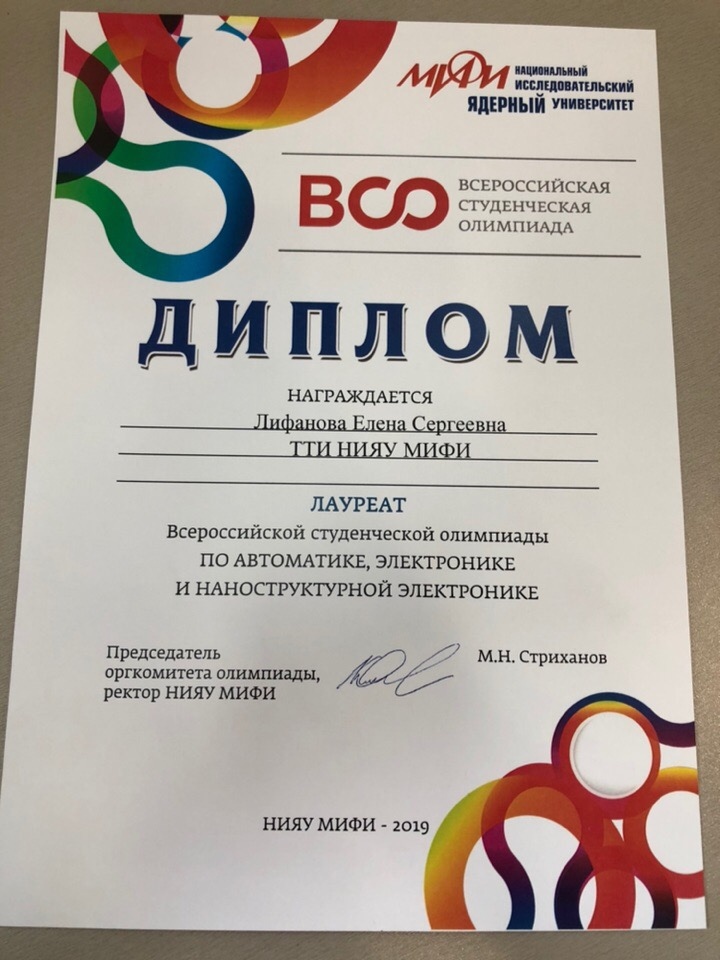 МИФИ НАЦИОНАЛЬНЫЙ
ИССЛЕДОВАТЕЛЬСКИЙ
ЯДЕРНЫЙ УНИВЕРСИТЕТ
ВСО ВСЕРОССИЙСКАЯ
СТУДЕНЧЕСКАЯ
ОЛИМПИАДА
ДИПЛОМ
НАГРАЖДАЕТСЯ
Лифанова Елена Сергеевна
ТТИ НИЯУ МИФИ
ЛАУРЕАТ
Всероссийской студенческой олимпиады
ПО АВТОМАТИКЕ, ЭЛЕКТРОНИКЕ
И НАНОСТРУКТУРНОЙ ЭЛЕКТРОНИКЕ
Председатель
оргкомитета олимпиады,
ректор НИЯУ МИФИ
М.Н. Стриханов
НИЯУ МИФИ - 2019